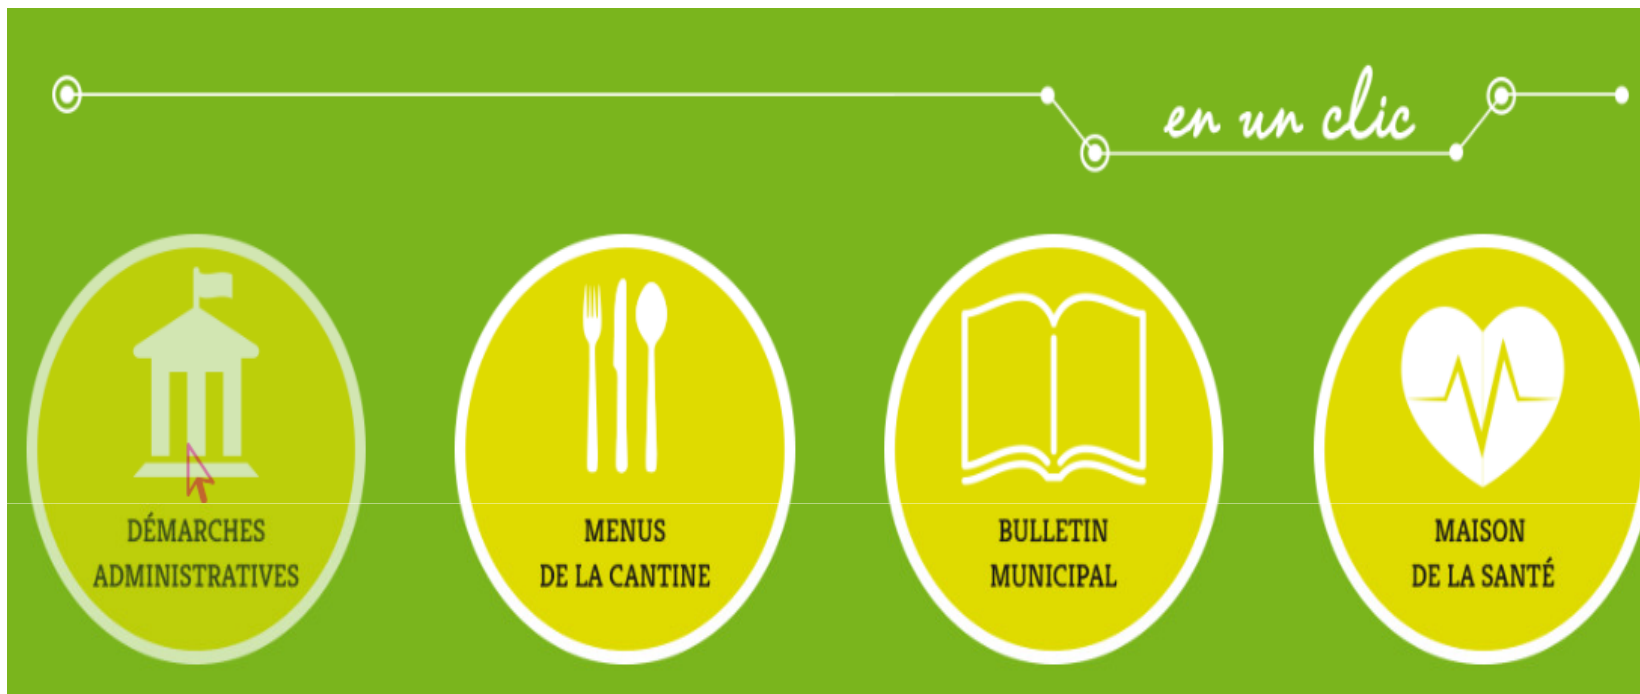 en un clic
DÉMARCHES
ADMINISTRATIVES
MENUS
DE LA CANTINE
BULLETIN
MUNICIPAL
MAISON
DE LA SANTÉ